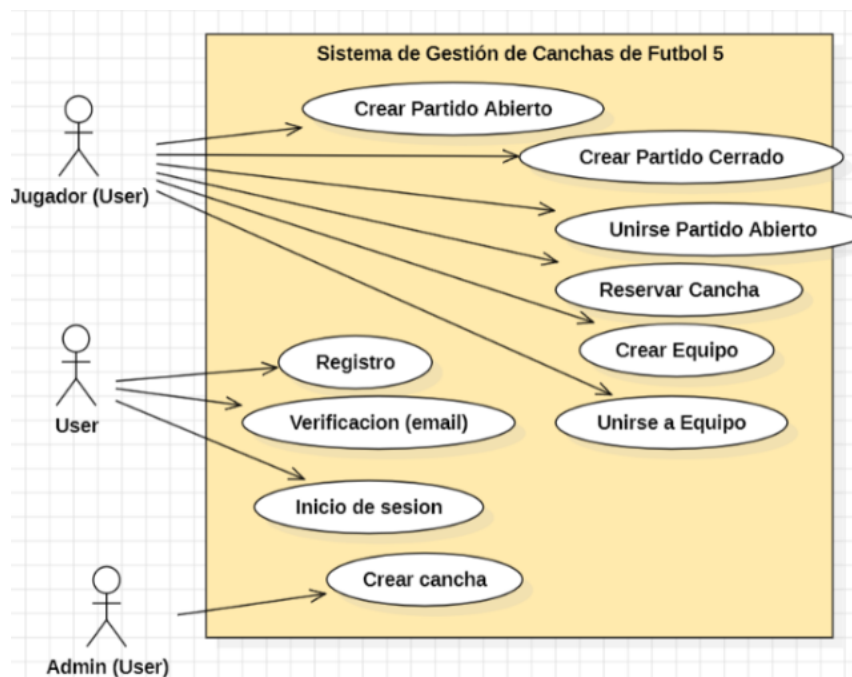 Sistema de Gestión de Canchas de Futbol 5
Crear Partido Abierto
Crear Partido Cerrado
Jugador (User)
Unirse Partido Abierto
Reservar Cancha
Crear Equipo
Registro
Unirse a Equipo
Verificacion (email)
User
Inicio de sesion
Crear cancha
Admin (User)